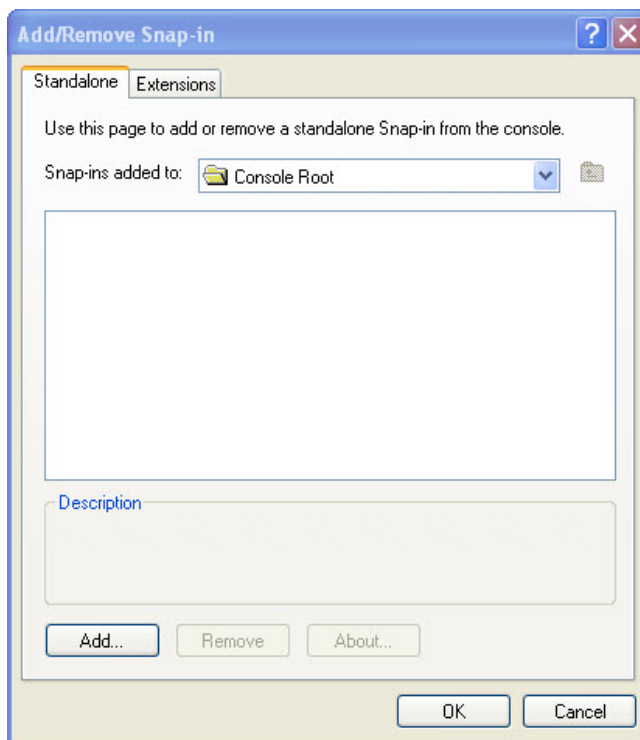 Add/Remove Snap-in
Standalone Extensions
Use this page to add or remove a standalone Snap-in from the console.
Snap-ins added to: Console Root
Description
Add... Remove About...
OK Cancel